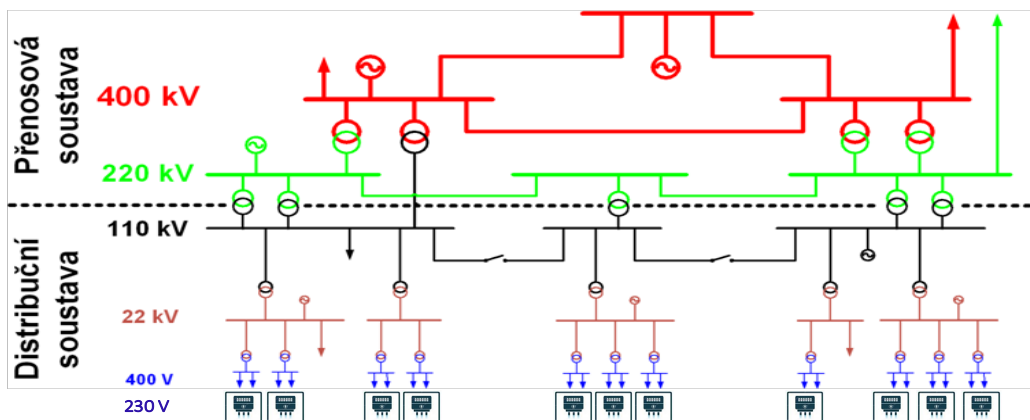 Přenosová
soustava
400 kV
220 kV
Distribuční
soustava
110 kV
22 kV
400 V
230 V